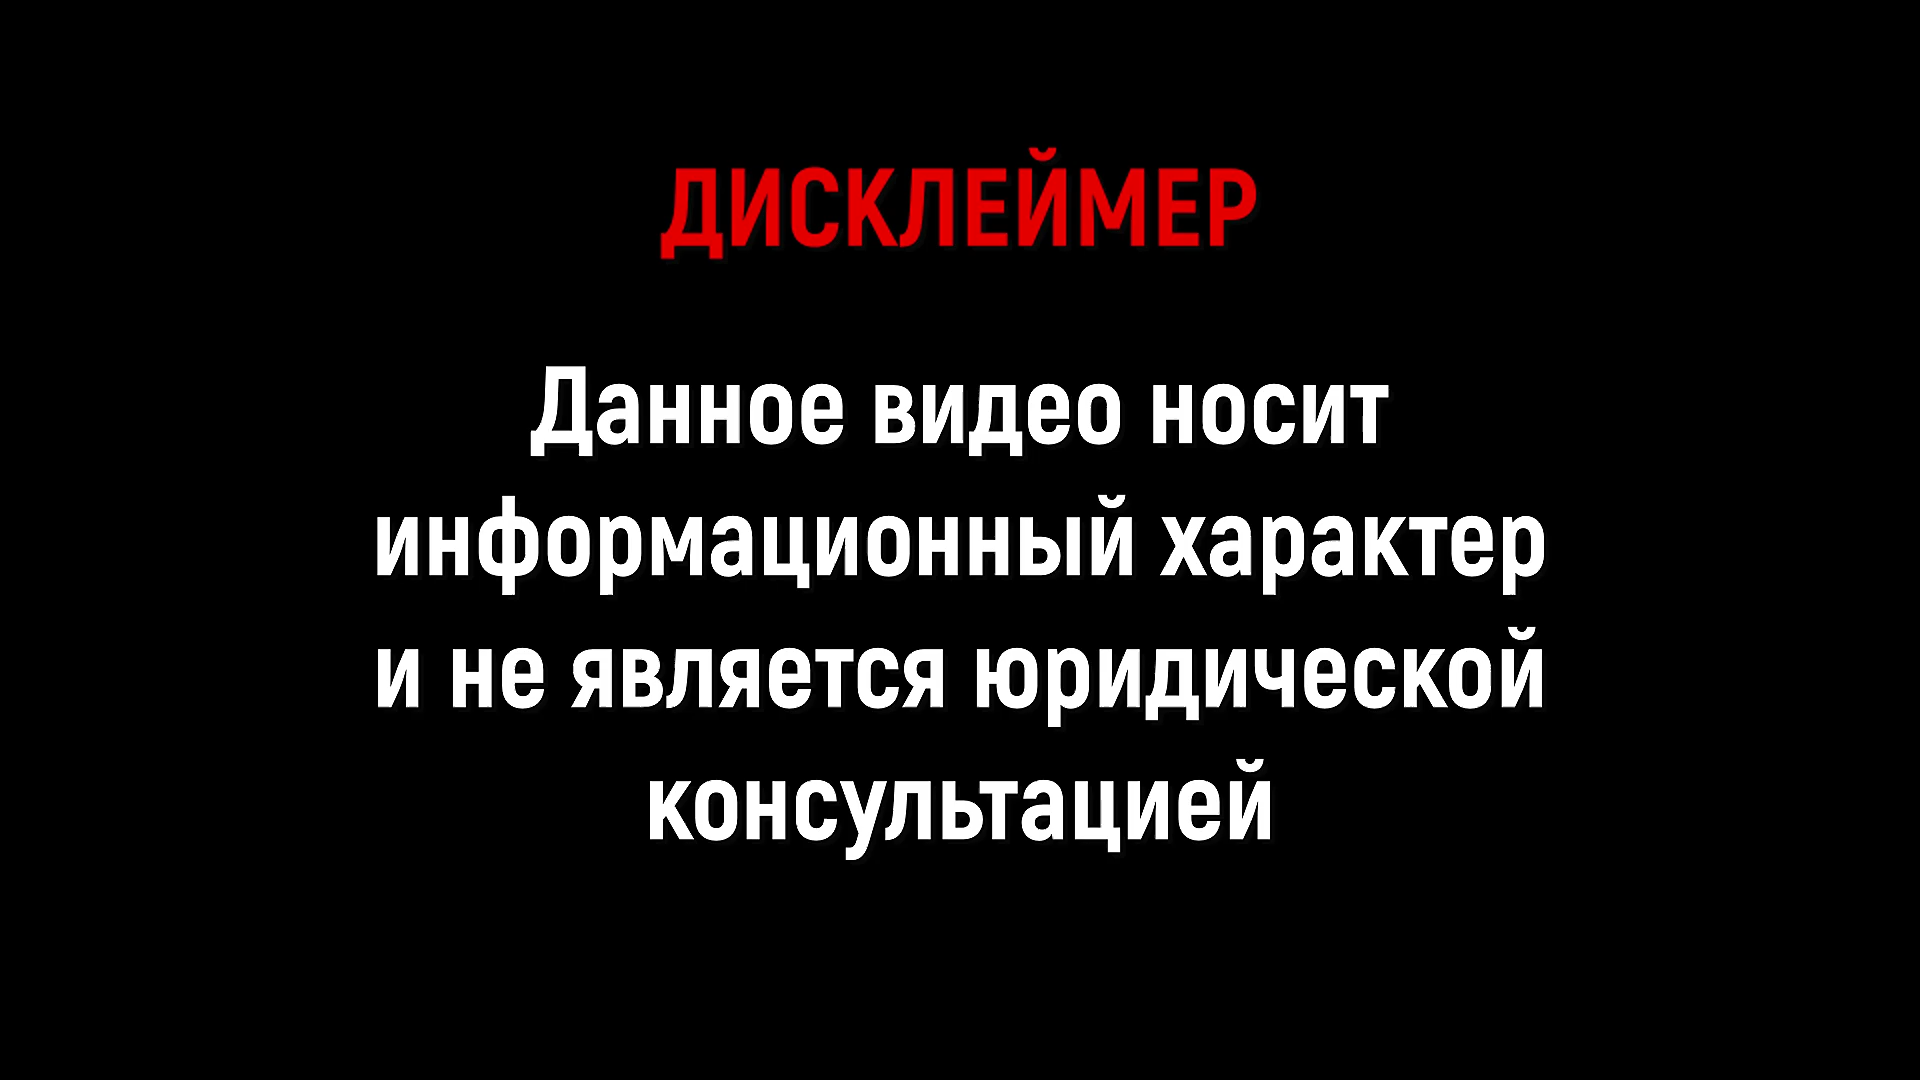 ДИСКЛЕЙМЕР
Данное видео носит
информационный характер
и не является юридической
консультацией